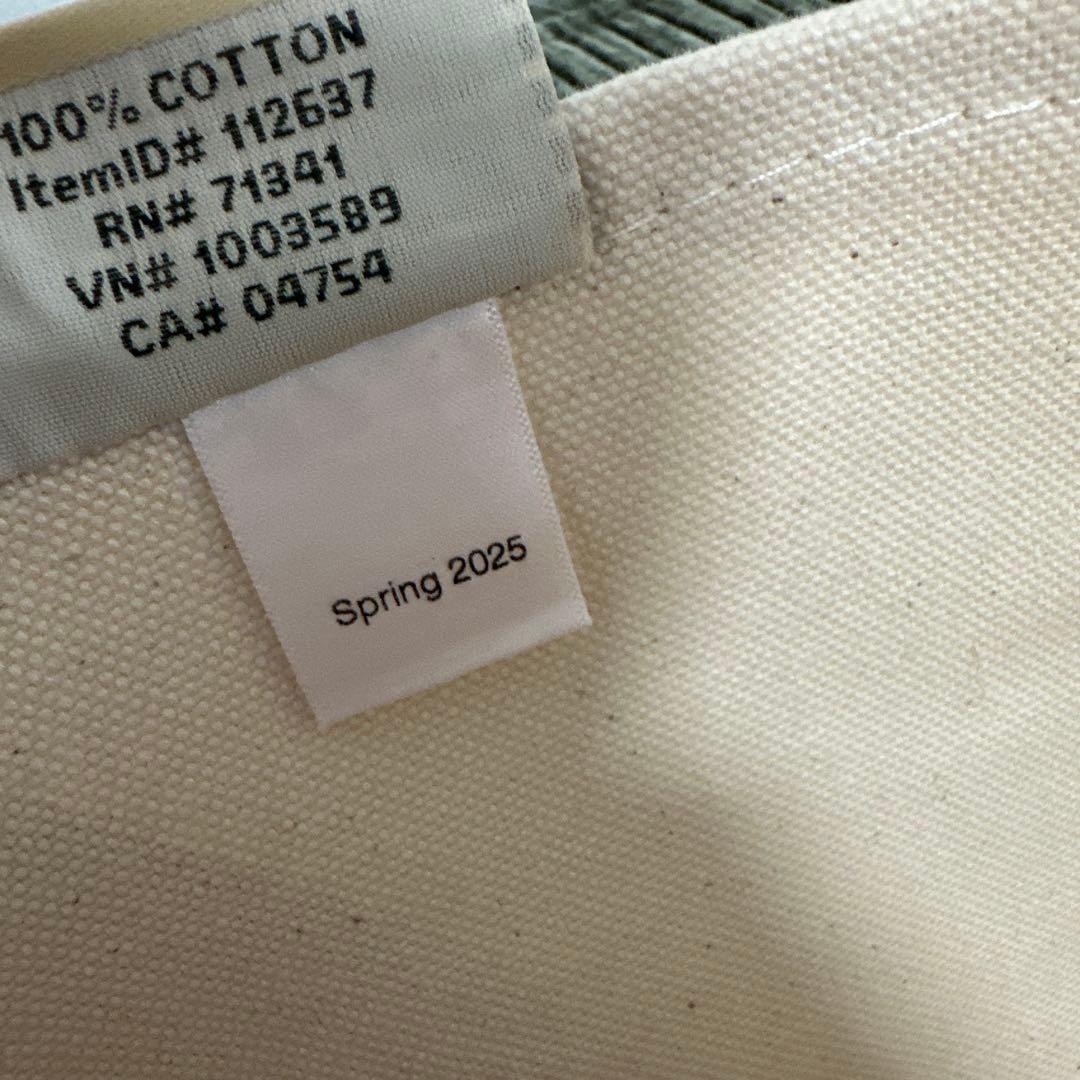 100% COTTON
ItemID# 112637
RN# 71341
VN# 1003589
CA# 04754
Spring 2025